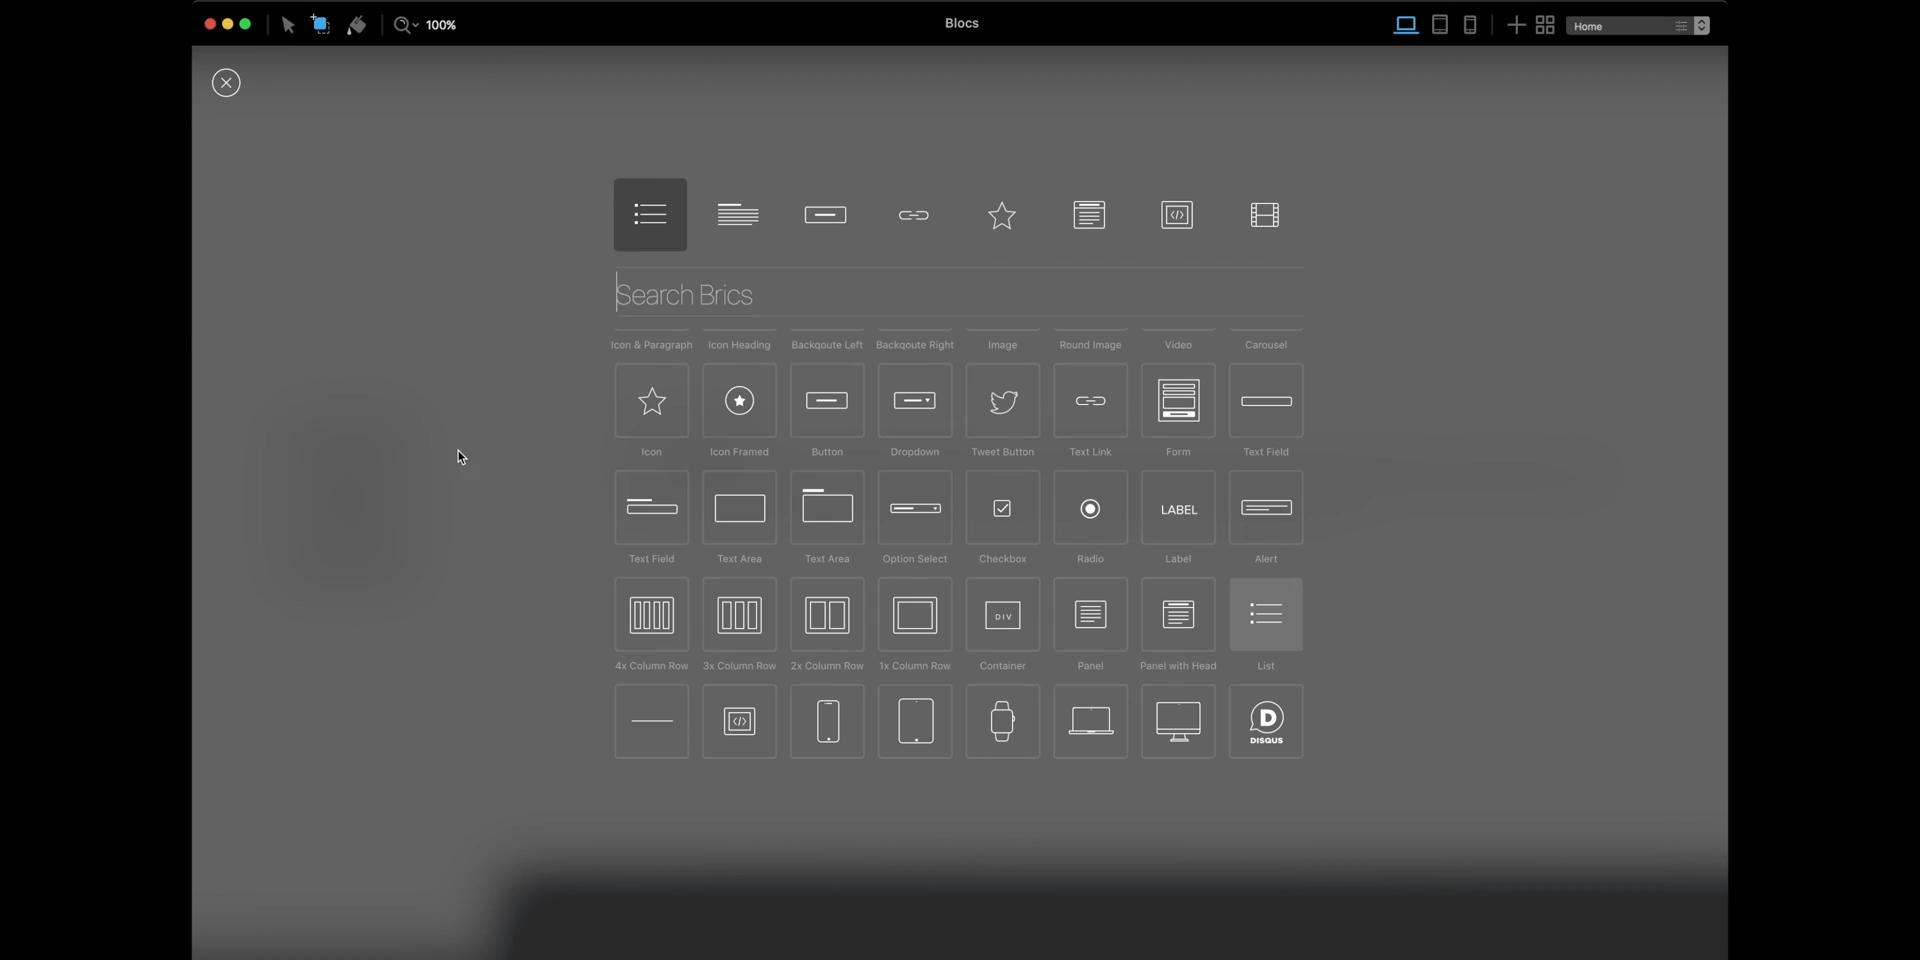 100%
Blocs
Home
Search Brics
Icon & Paragraph Icon Heading Backqoute Left Backqoute Right Image Round Image Video Carousel
Icon Icon Framed Button Dropdown Tweet Button Text Link Form Text Field
LABEL
Text Field Text Area Text Area Option Select Checkbox Radio Label Alert
DIV
4x Column Row 3x Column Row 2x Column Row 1x Column Row Container Panel Panel with Head List
D
DISQUS